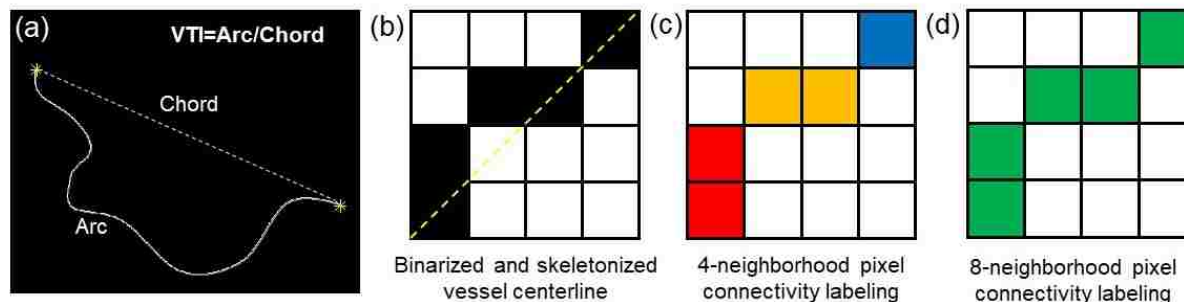 (a)
VTI=Arc/Chord
Chord
Arc
(b)
Binarized and skeletonized
vessel centerline
(c)
4-neighborhood pixel
connectivity labeling
(d)
8-neighborhood pixel
connectivity labeling